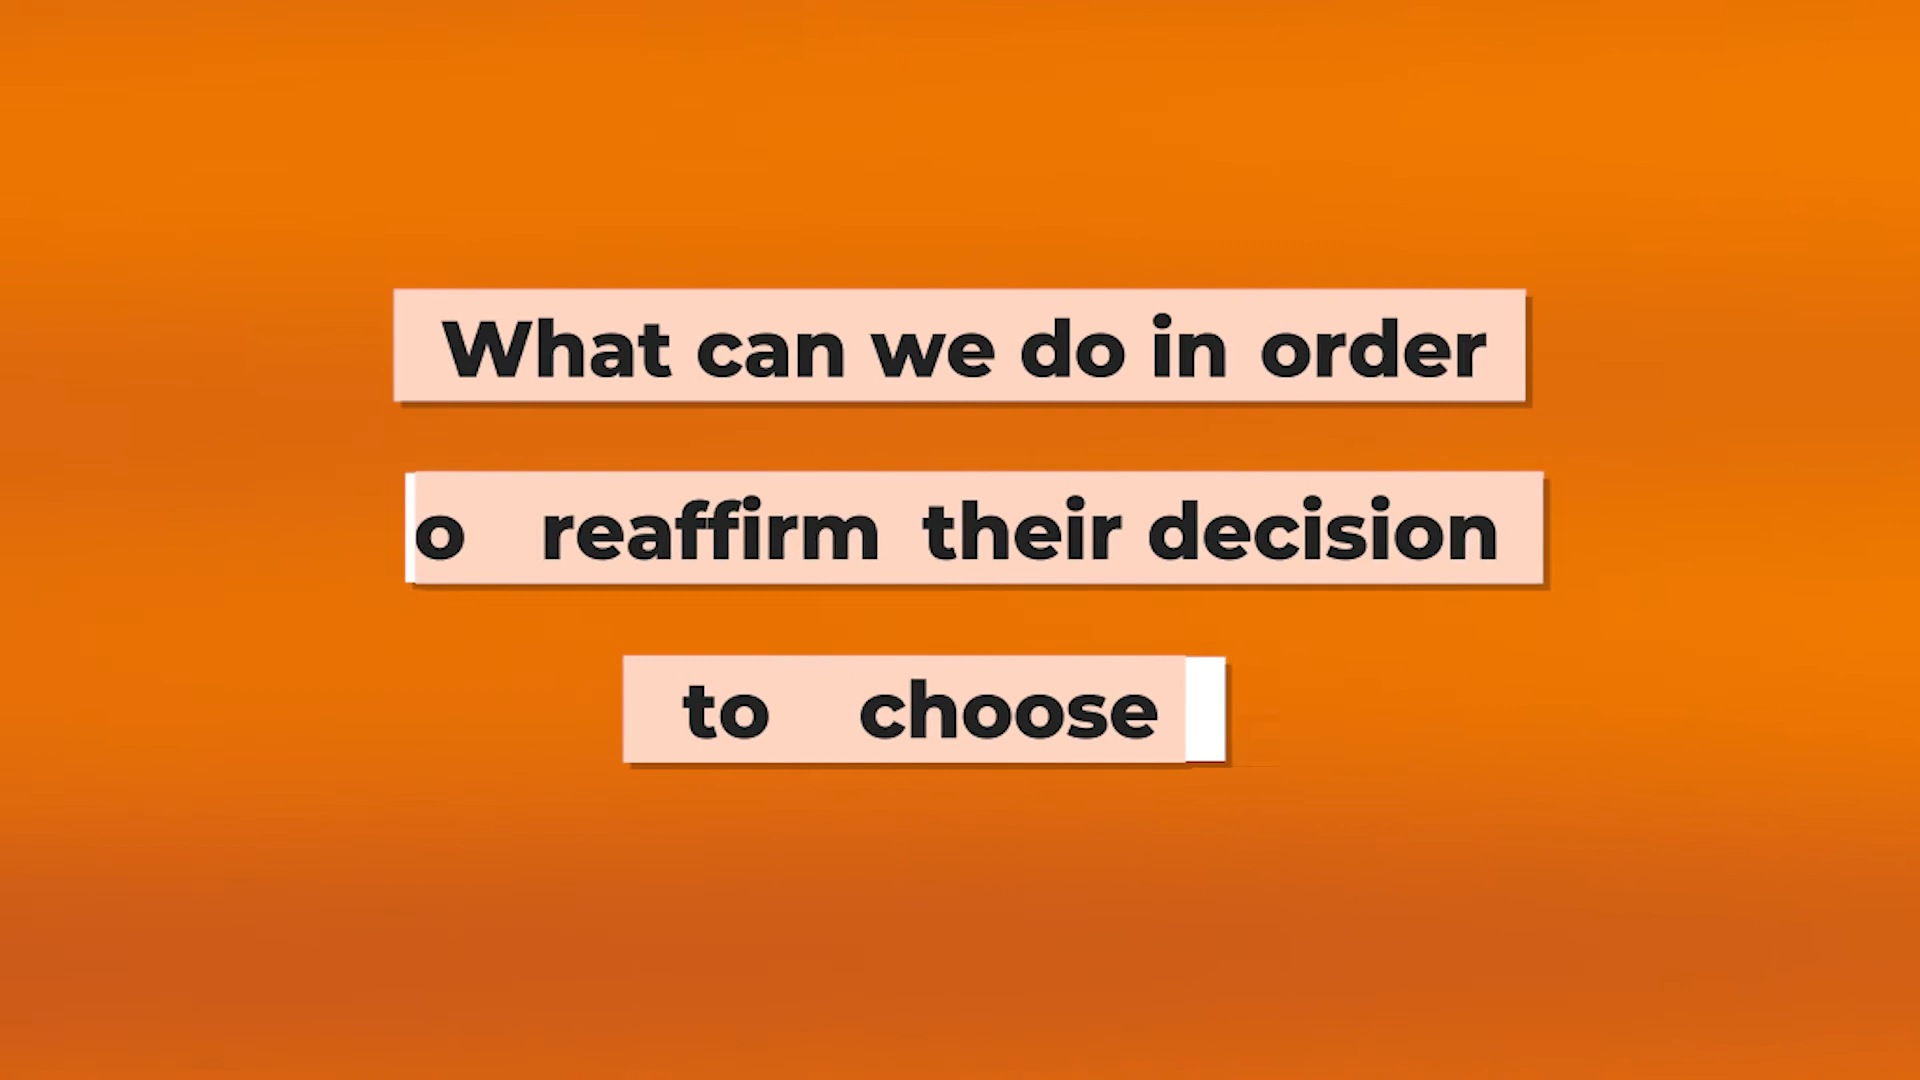 What can we do in order
o reaffirm their decision
to choose